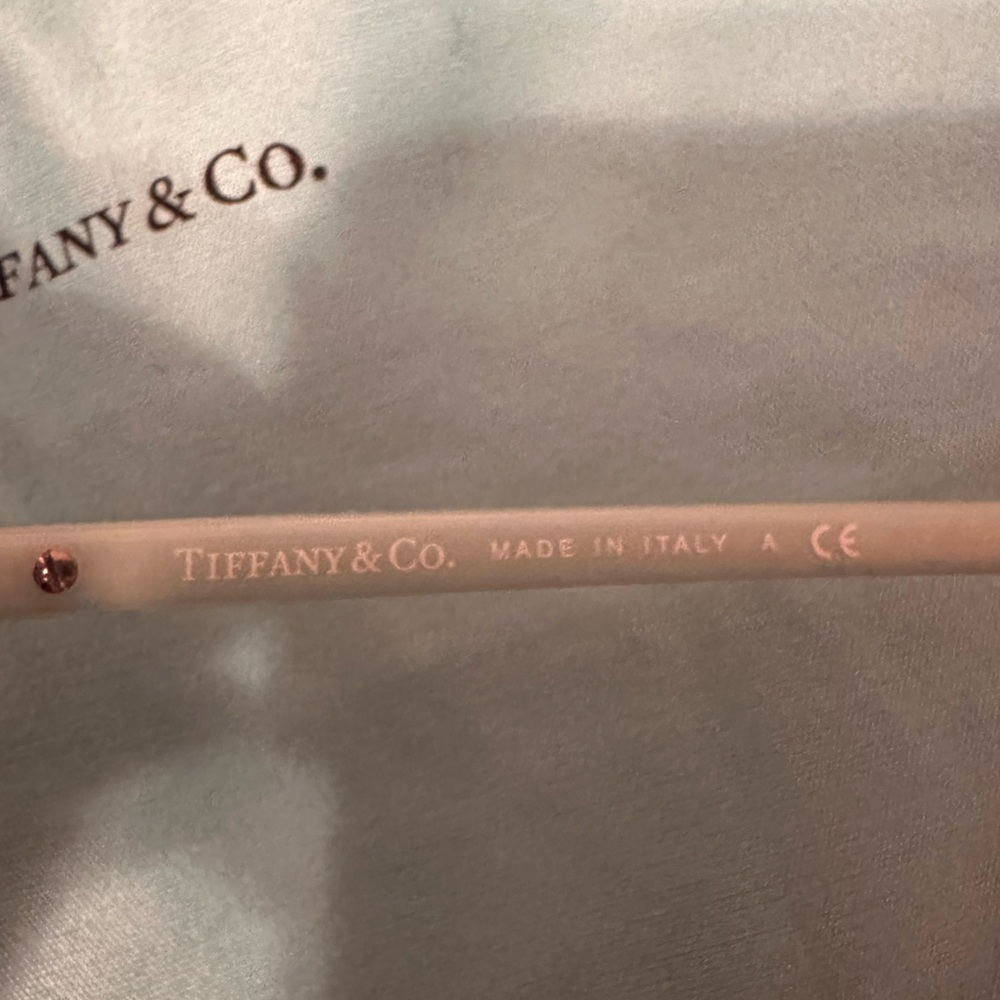 FANY & CO.
TIFFANY & CO. MADE IN ITALY A CE